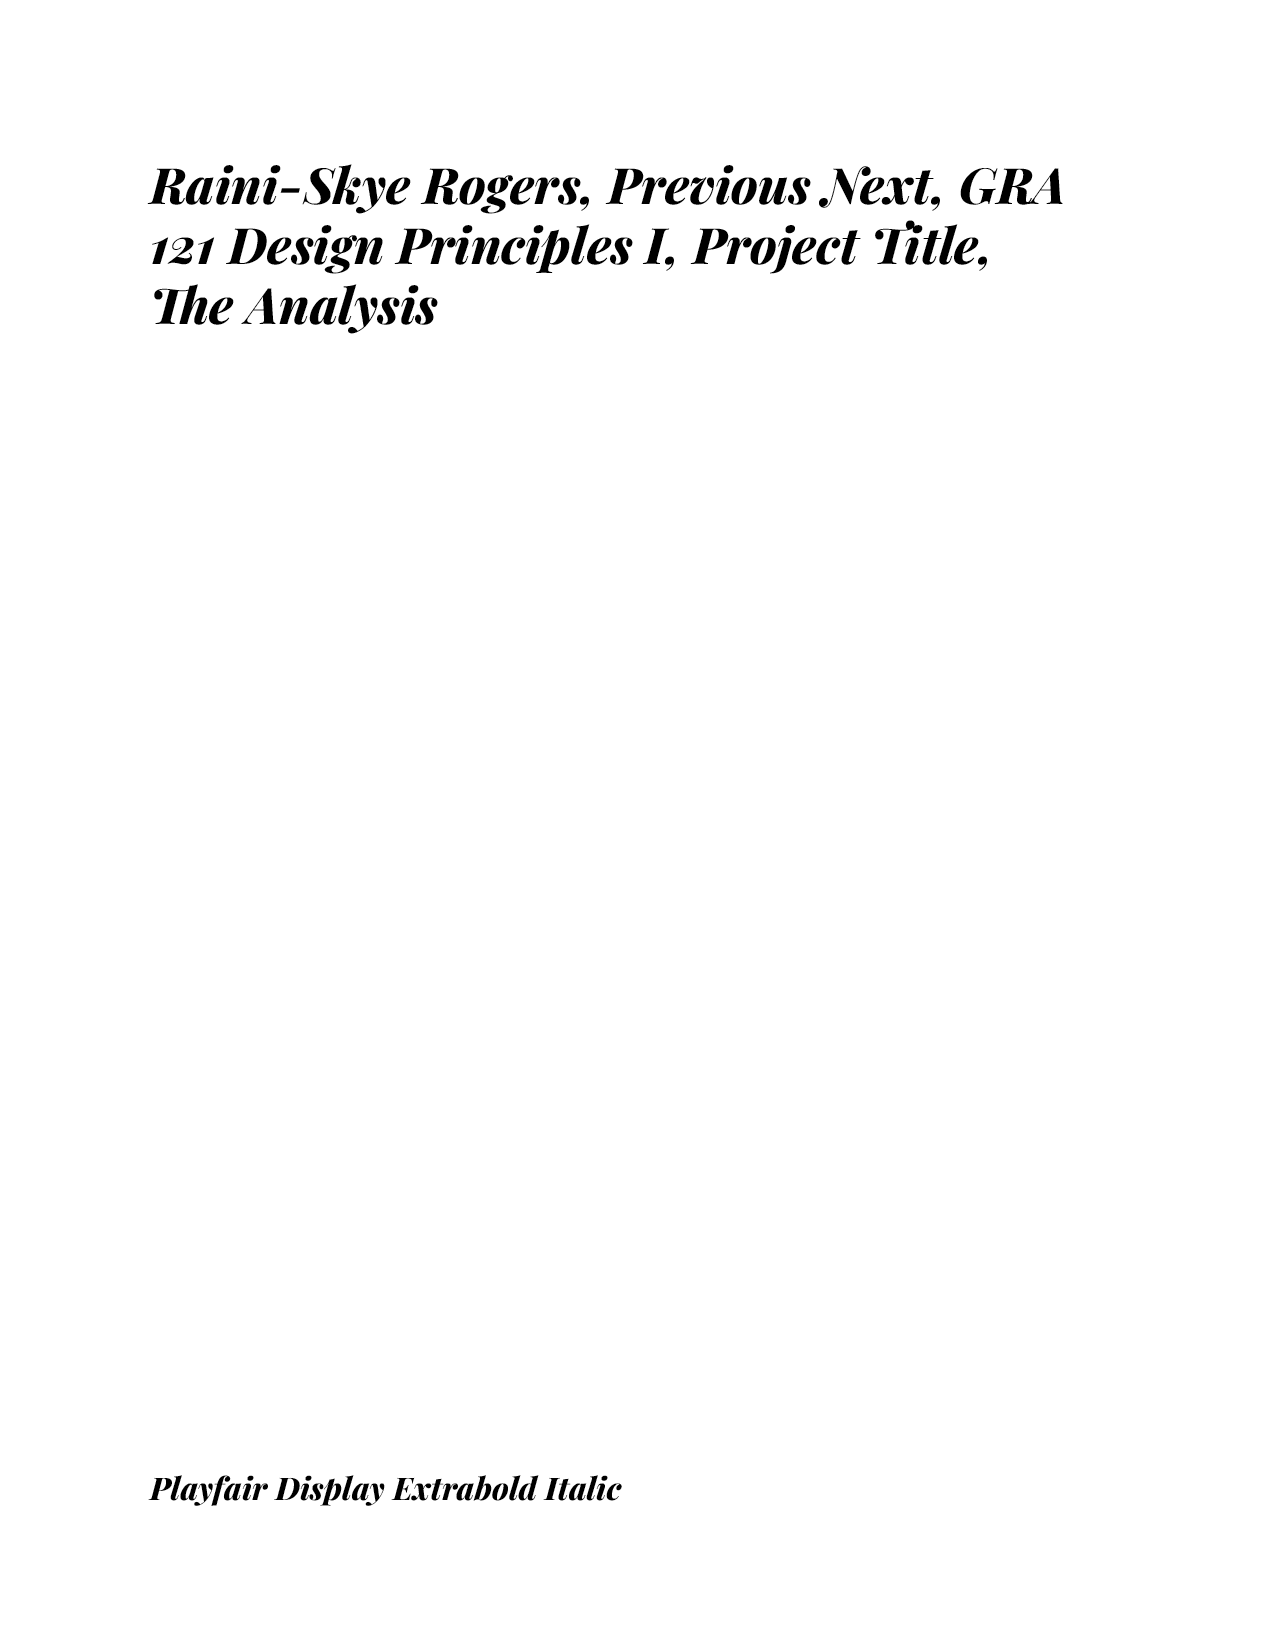 Raini-Skye Rogers, Previous Next, GRA
121 Design Principles I, Project Title,
The Analysis
Playfair Display Extrabold Italic